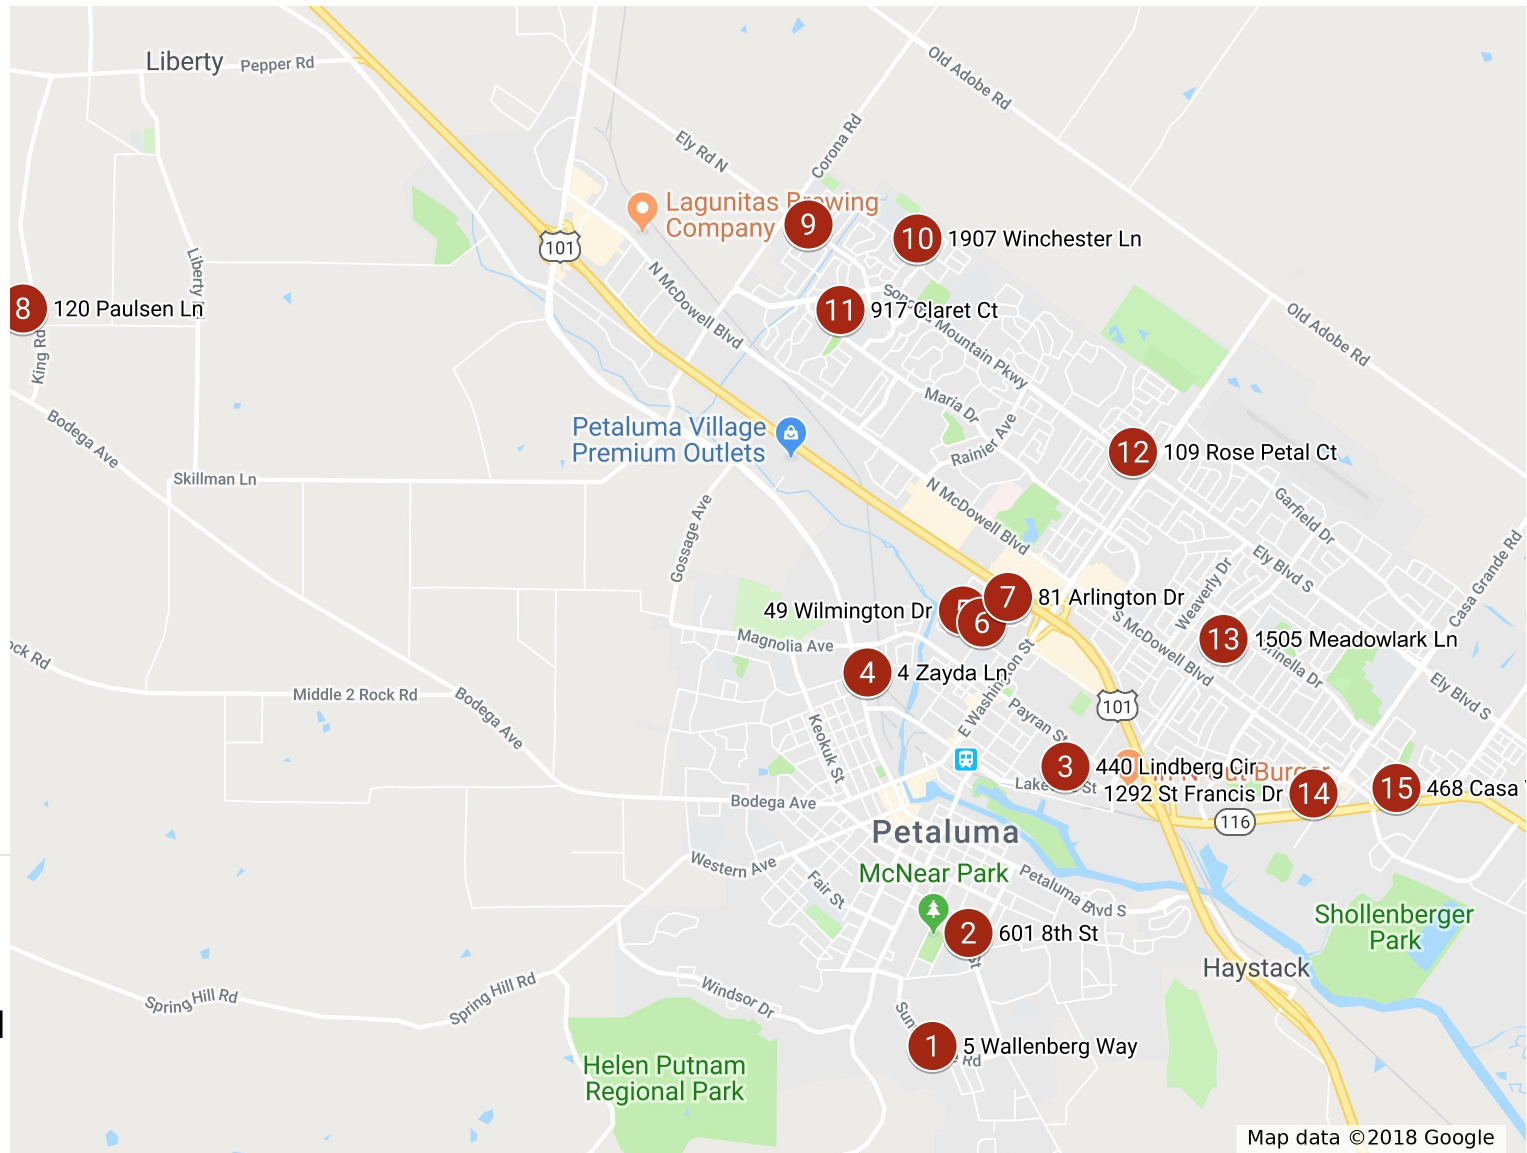 Liberty
Pepper Rd
Old Adobe Rd
Ely Rd N
Corona Rd
Lagunitas Brewing
Company
9
10
1907 Winchester Ln
101
Liberty
N McDowell Blvd
8
120 Paulsen Ln
11
917 Claret Ct
Mountain Pkwy
Old Adobe Rd
King Rd
Maria Dr
Rainier Ave
Bodega Ave
Petaluma Village
Premium Outlets
12
109 Rose Petal Ct
Skillman Ln
Gossage Ave
N McDowell Blvd
Garfield Dr
Casa Grande Rd
Ely Blvd S
Weaverly Dr
49 Wilmington Dr
5
6
7
81 Arlington Dr
S McDowell Blvd
13
1505 Meadowlark Ln
Magnolia Ave
4
4 Zayda Ln
E Washington St
Ely Blvd S
ock Rd
Middle 2 Rock Rd
Bodega Ave
Keokuk St
Payran St
101
3
440 Lindberg Cir
1292 St Francis Dr
14
15
468 Casa
116
Bodega Ave
Petaluma
McNear Park
Western Ave
Fair St
Petaluma Blvd S
2
601 8th St
Shollenberger
Park
Haystack
Spring Hill Rd
Spring Hill Rd
Windsor Dr
Sun
1
5 Wallenberg Way
Rd
Helen Putnam
Regional Park
Map data ©2018 Google